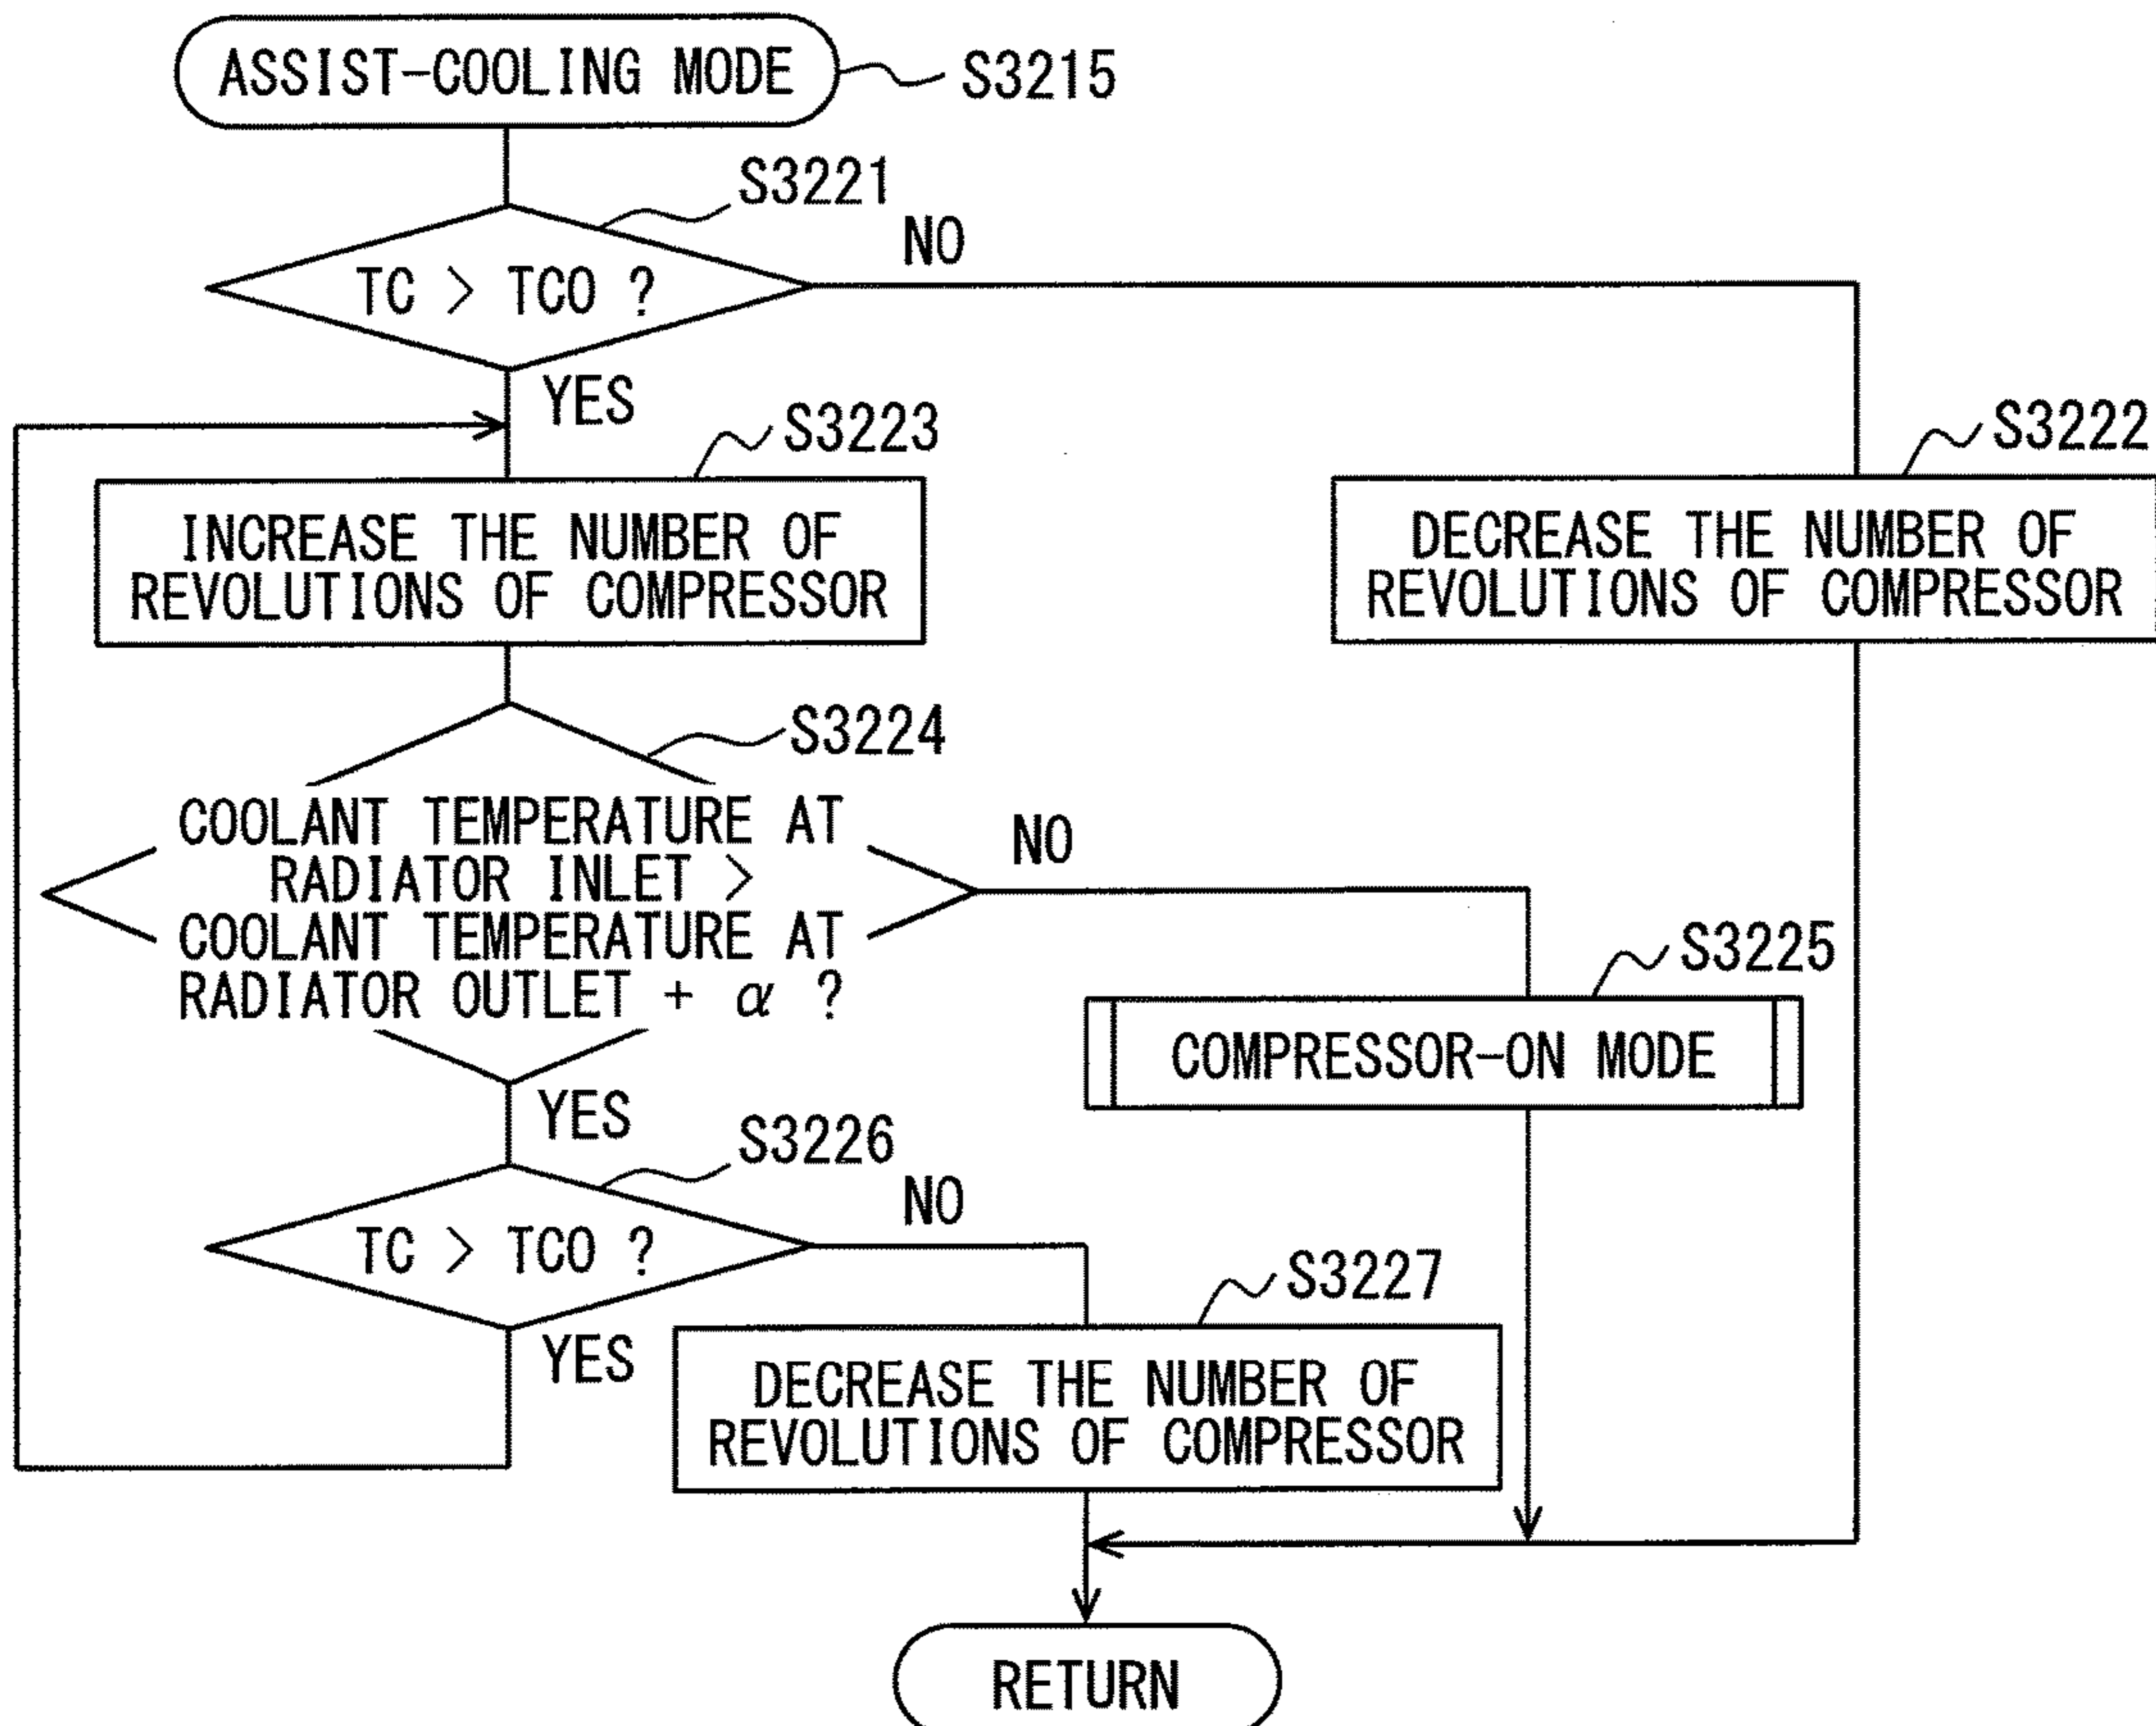 ASSIST-COOLING MODE
S3215
S3221
TC > TCO ?
NO
YES
S3223
INCREASE THE NUMBER OF
REVOLUTIONS OF COMPRESSOR
S3222
DECREASE THE NUMBER OF
REVOLUTIONS OF COMPRESSOR
S3224
COOLANT TEMPERATURE AT
RADIATOR INLET >
COOLANT TEMPERATURE AT
RADIATOR OUTLET + α ?
NO
YES
S3225
COMPRESSOR-ON MODE
S3226
TC > TCO ?
NO
YES
S3227
DECREASE THE NUMBER OF
REVOLUTIONS OF COMPRESSOR
RETURN